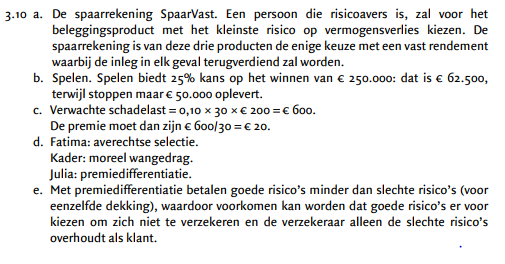 3.10 a. De spaarrekening SpaarVast. Een persoon die risicoavers is, zal voor het
beleggingsproduct met het kleinste risico op vermogensverlies kiezen. De
spaarrekening is van deze drie producten de enige keuze met een vast rendement
waarbij de inleg in elk geval terugverdiend zal worden.
b. Spelen. Spelen biedt 25% kans op het winnen van € 250.000: dat is € 62.500,
terwijl stoppen maar € 50.000 oplevert.
c. Verwachte schadelast = 0,10 × 30 × € 200 = € 600.
De premie moet dan zijn € 600/30 = € 20.
d. Fatima: averechtse selectie.
Kader: moreel wangedrag.
Julia: premiedifferentiatie.
e. Met premiedifferentiatie betalen goede risico's minder dan slechte risico's (voor
eenzelfde dekking), waardoor voorkomen kan worden dat goede risico's er voor
kiezen om zich niet te verzekeren en de verzekeraar alleen de slechte risico's
overhoudt als klant.